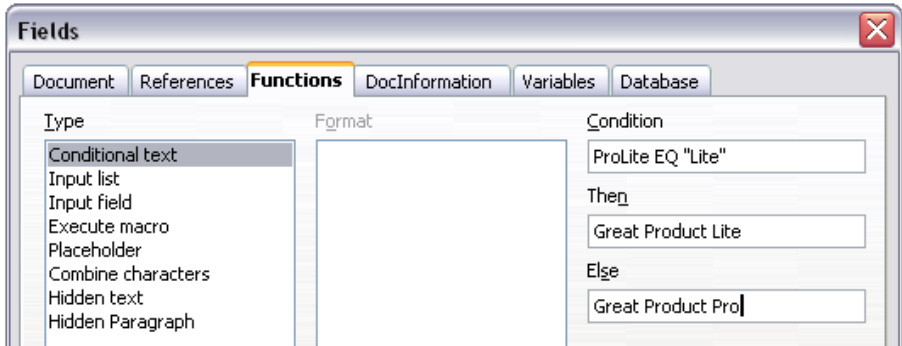 Fields
Document References Functions DocInformation Variables Database
Type
Conditional text
Input list
Input field
Execute macro
Placeholder
Combine characters
Hidden text
Hidden Paragraph
Format
Condition
ProLite EQ "Lite"
Then
Great Product Lite
Else
Great Product Pro